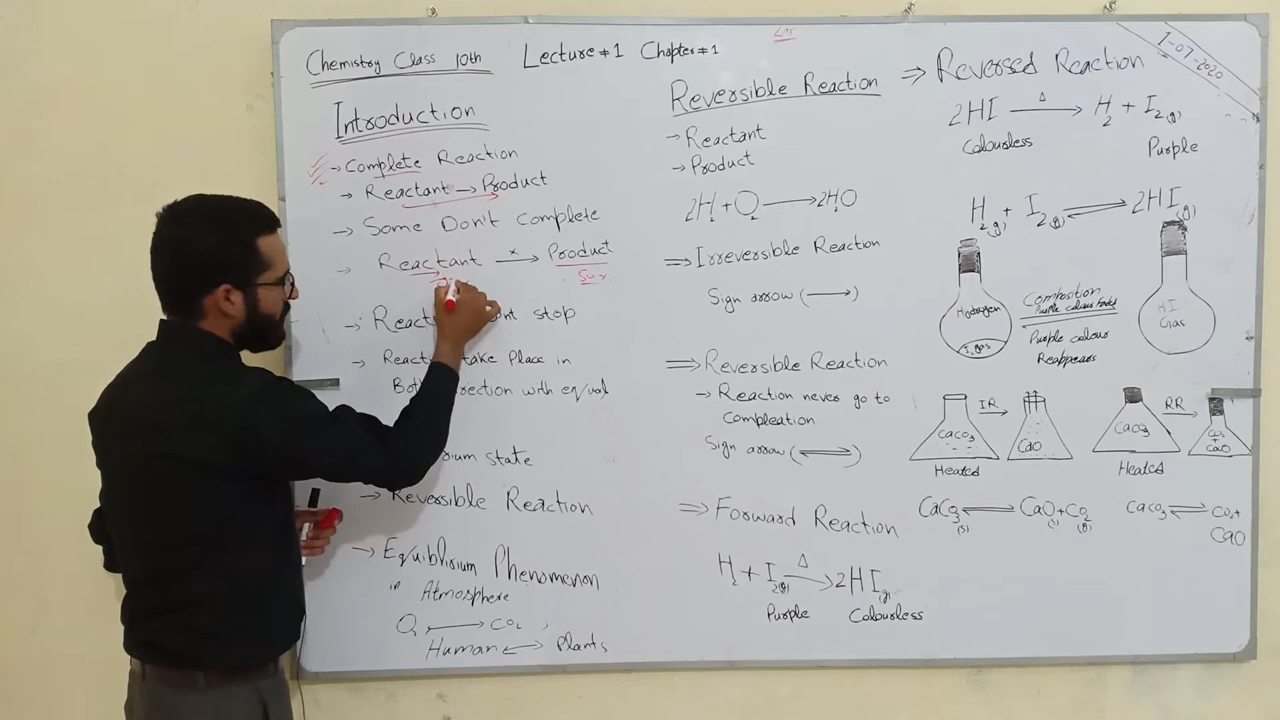 Chemistry Class 10th Lecture #1 Chapter #1
1-07-2020
Introduction
→ Complete Reaction
→ Reactant → Product
→ Some Don't complete
→ Reactant x→ Product
→ stop
→ take Place in
with equal
state
→ Reversible Reaction
→ Equiblirium Phenomenon
in Atmosphere
O2 ⟷ CO2
Human ⟷ Plants
Reversible Reaction
→ Reactant
→ Product
2H2 + O2 → 2H2O
⇒ Irreversible Reaction
Sign arrow (→)
⇒ Reversible Reaction
→ Reaction never go to
Compleation
Sign arrow (⇌)
⇒ Forward Reaction
H2 + I2(g) Δ→ 2HI(g)
Purple Colourless
⇒ Reversed Reaction
2HI Δ→ H2 + I2(g)
Colourless Purple
H2(g) + I2(g) ⇌ 2HI(g)
Hydrogen
I2 gas
Composition
Purple colour fades
Purple colour
Reappears
HI
Gas
CaCO3 IR→ CaO
Heated
CaCO3 RR→ CO2
+
CaO
Heated
CaCO3(s) ⇌ CaO(s) + CO2(g)
CaCO3 ⇌ CO2 +
CaO